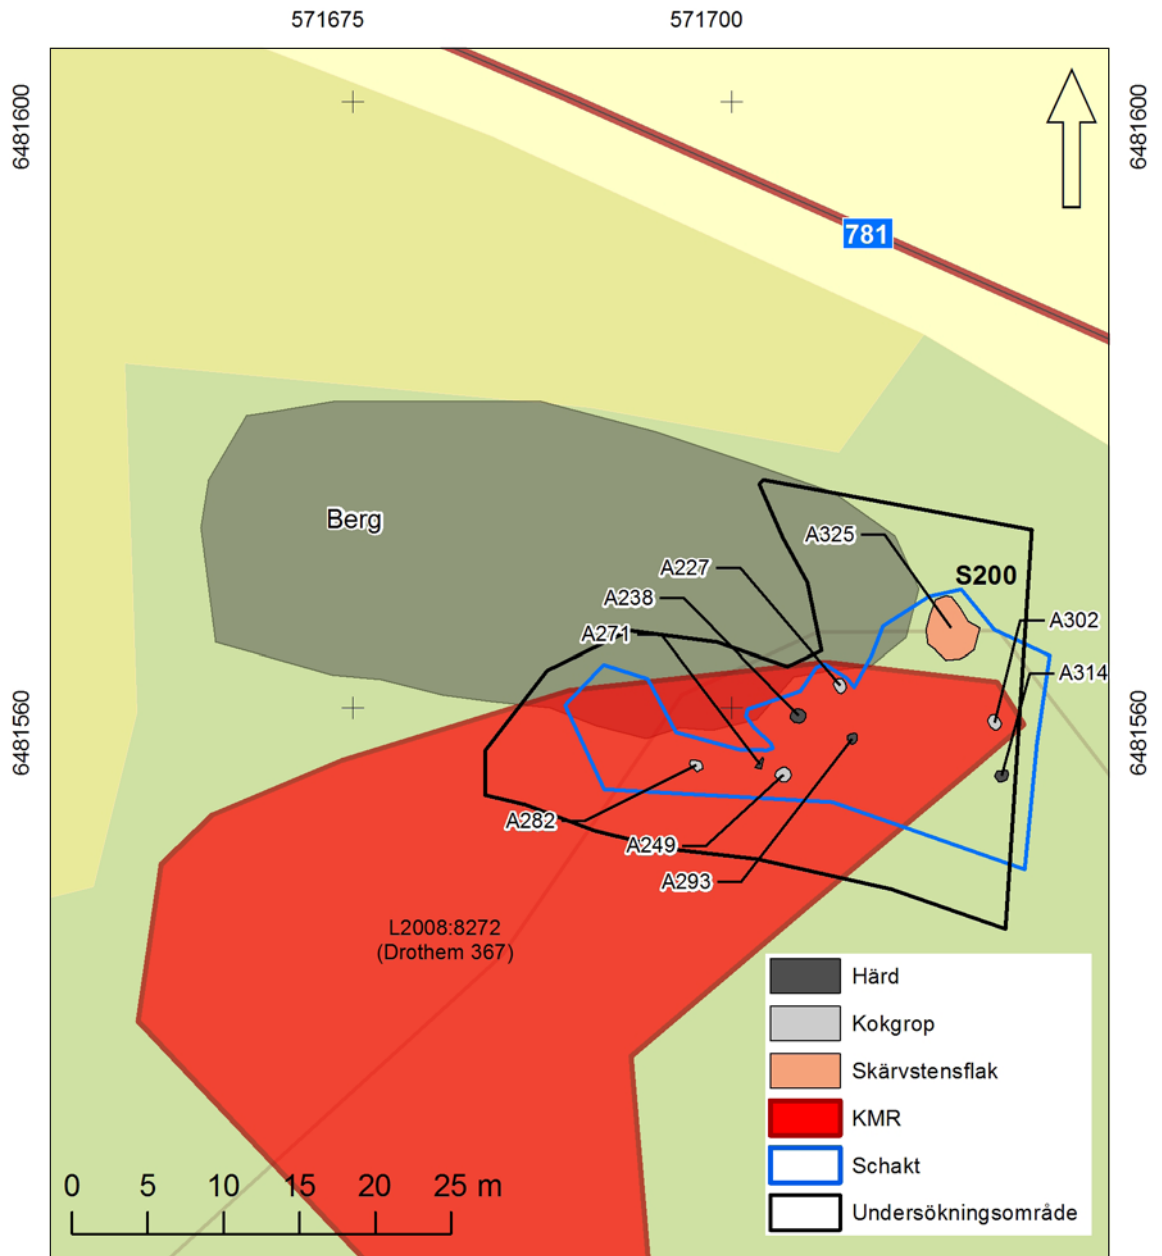 571675
571700
6481600
6481600
781
Berg
A325
S200
A227
A238
A302
A271
A314
6481560
6481560
A282
A249
A293
L2008:8272
(Drothem 367)
Härd
Kokgrop
Skärvstensflak
KMR
Schakt
Undersökningsområde
0 5 10 15 20 25 m